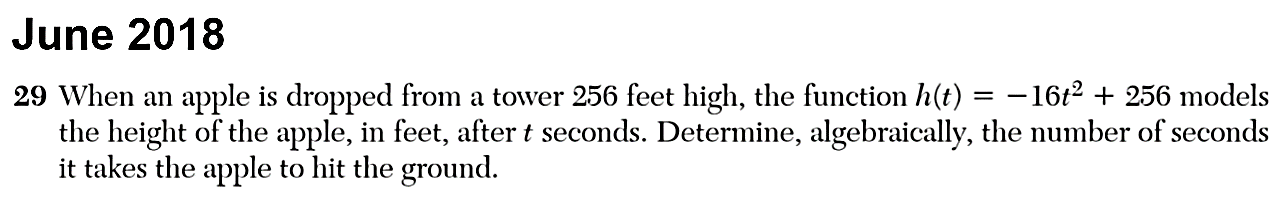 June 2018
29 When an apple is dropped from a tower 256 feet high, the function h(t) = −16t² + 256 models
the height of the apple, in feet, after t seconds. Determine, algebraically, the number of seconds
it takes the apple to hit the ground.